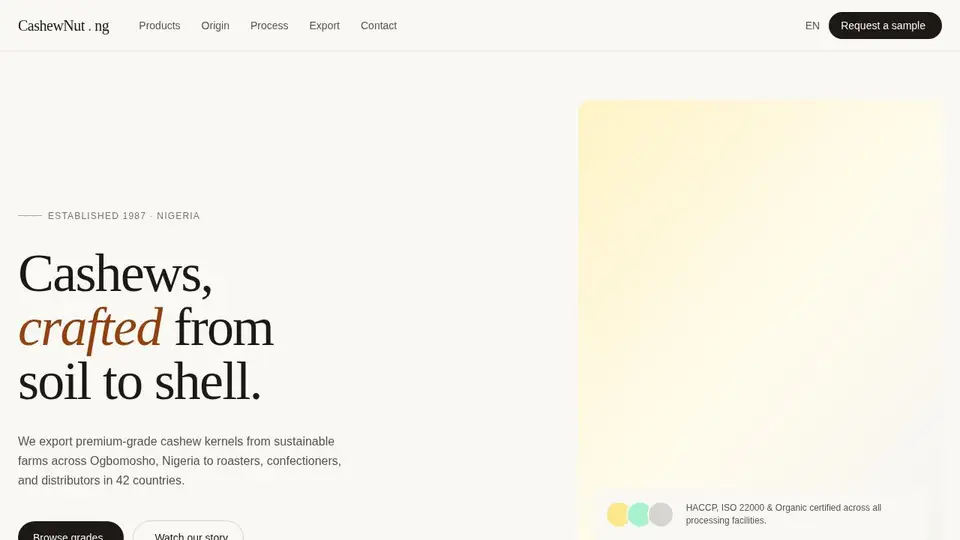 CashewNut . ng
Products
Origin
Process
Export
Contact
EN
Request a sample
ESTABLISHED 1987 · NIGERIA
Cashews,
crafted from
soil to shell.
We export premium-grade cashew kernels from sustainable
farms across Ogbomosho, Nigeria to roasters, confectioners,
and distributors in 42 countries.
Browse grades
Watch our story
HACCP, ISO 22000 & Organic certified across all
processing facilities.